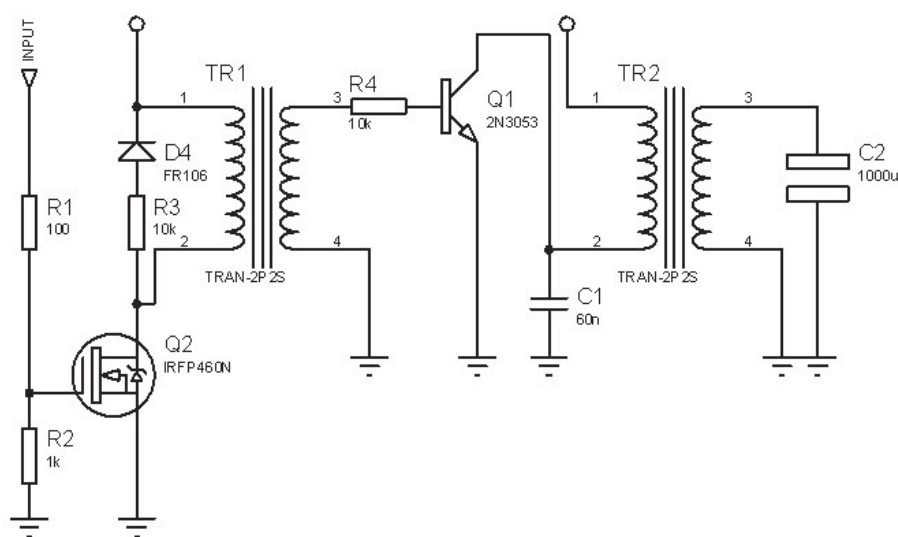 INPUT
R1
100
R2
1k
D4
FR106
R3
10k
Q2
IRFP460N
TR1
1
2
3
4
TRAN-2P2S
R4
10k
Q1
2N3053
C1
60n
TR2
1
2
3
4
TRAN-2P2S
C2
1000u